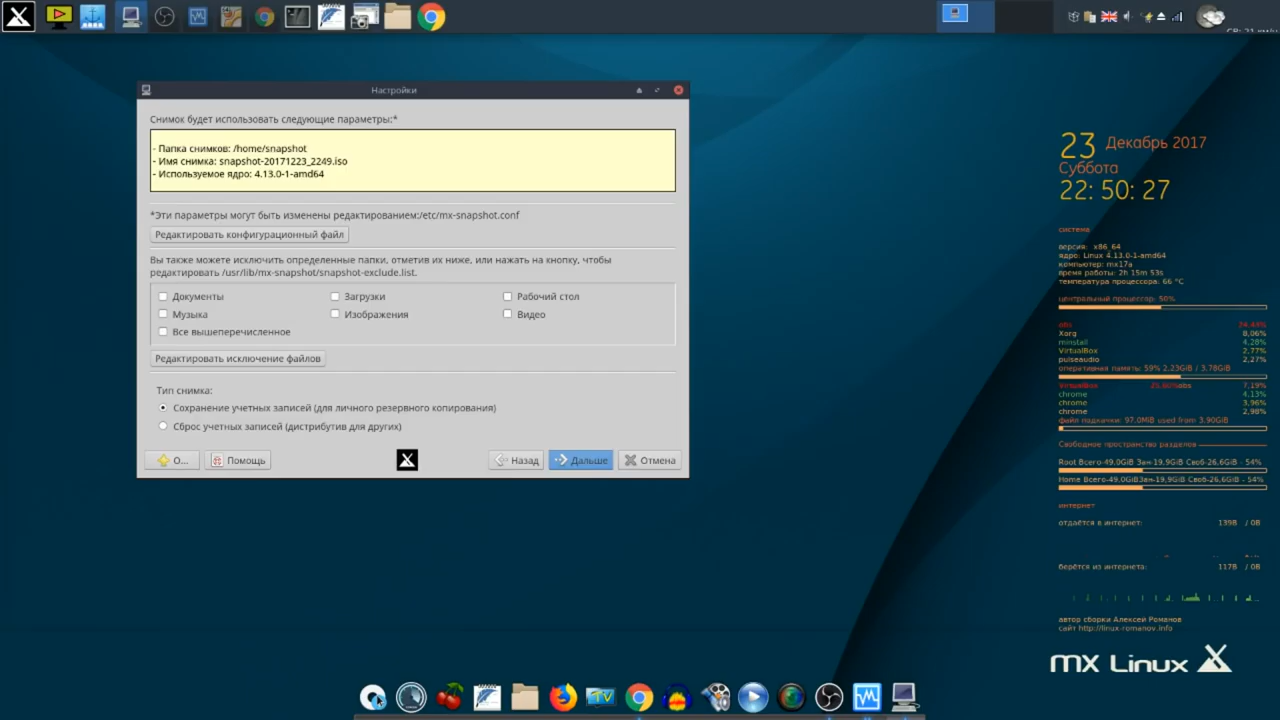 Настройки
Снимок будет использовать следующие параметры:*
- Папка снимков: /home/snapshot
- Имя снимка: snapshot-20171223_2249.iso
- Используемое ядро: 4.13.0-1-amd64
*Эти параметры могут быть изменены редактированием:/etc/mx-snapshot.conf
Редактировать конфигурационный файл
Вы также можете исключить определенные папки, отметив их ниже, или нажать на кнопку, чтобы
редактировать /usr/lib/mx-snapshot/snapshot-exclude.list.
Документы Загрузки Рабочий стол
Музыка Изображения Видео
Все вышеперечисленное
Редактировать исключение файлов
Тип снимка:
Сохранение учетных записей (для личного резервного копирования)
Сброс учетных записей (дистрибутив для других)
О... Помощь Назад Дальше Отмена
23 Декабрь 2017
Суббота
22: 50: 27
система
версия: x86_64
ядро: Linux 4.13.0-1-amd64
компьютер: mx17a
время работы: 2h 15m 53s
температура процессора: 66 °C
центральный процессор: 50%
obs
Xorg 8,06%
minstall 4,28%
VirtualBox 2,77%
pulseaudio 2,27%
оперативная память: 59% 2.23GiB / 3.78GiB
VirtualBox obs 7,19%
chrome 4,13%
chrome 3,96%
chrome 2,98%
файл подкачки: 97.0MiB used from 3.90GiB
Свободное пространство разделов
Root Всего-49.0GiB Зан-19,9GiB Своб-26,6GiB - 54%
Home Всего-49.0GiBЗан-19,9GiB Своб-26,6GiB - 54%
интернет
отдаётся в интернет: 139B / 0B
берётся из интернета: 117B / 0B
автор сборки Алексей Романов
сайт http://linux-romanov.info
MX Linux
TV